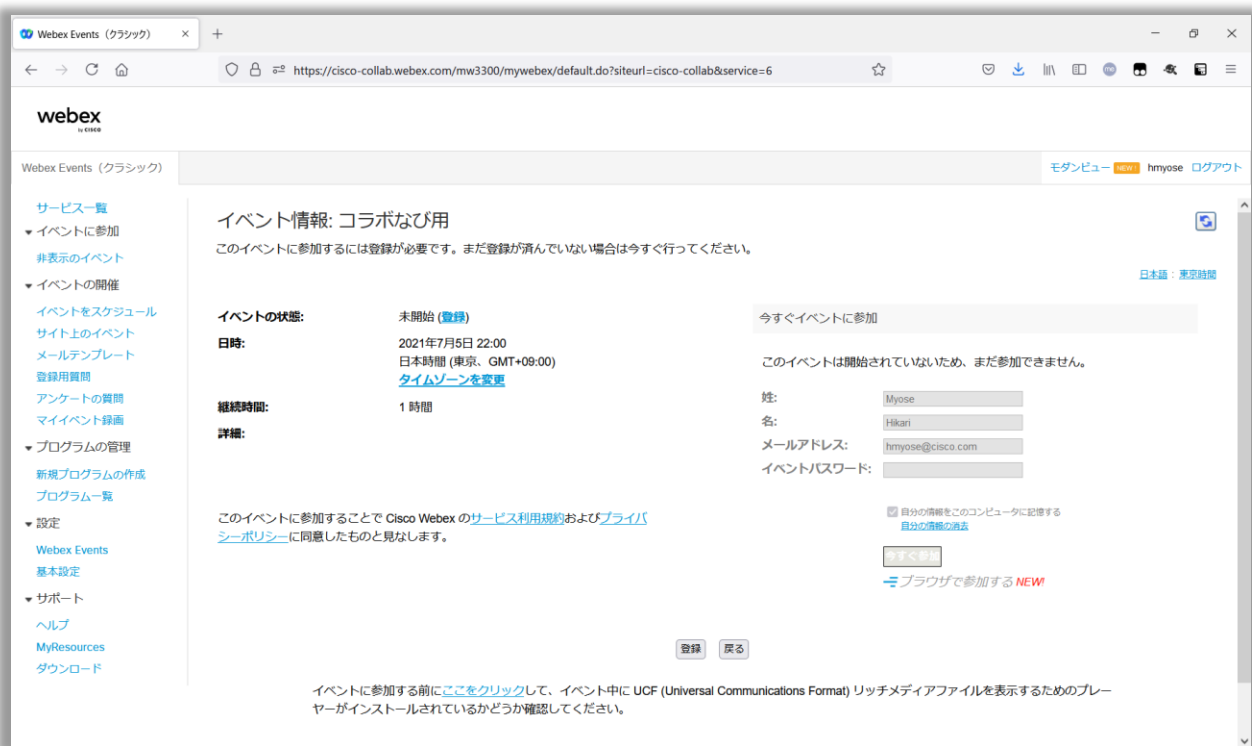 Webex Events（クラシック）
https://cisco-collab.webex.com/mw3300/mywebex/default.do?siteurl=cisco-collab&service=6
webex
by CISCO
Webex Events（クラシック）
モダンビュー NEW! hmyose ログアウト
サービス一覧
イベントに参加
非表示のイベント
イベントの開催
イベントをスケジュール
サイト上のイベント
メールテンプレート
登録用質問
アンケートの質問
マイイベント録画
プログラムの管理
新規プログラムの作成
プログラム一覧
設定
Webex Events
基本設定
サポート
ヘルプ
MyResources
ダウンロード
イベント情報: コラボなび用
このイベントに参加するには登録が必要です。まだ登録が済んでいない場合は今すぐ行ってください。
日本語 : 東京時間
イベントの状態: 未開始 (登録)
日時: 2021年7月5日 22:00
日本時間 (東京、GMT+09:00)
タイムゾーンを変更
継続時間: 1 時間
詳細:
このイベントに参加することで Cisco Webex のサービス利用規約およびプライバ
シーポリシーに同意したものと見なします。
今すぐイベントに参加
このイベントは開始されていないため、まだ参加できません。
姓: Myose
名: Hikari
メールアドレス: hmyose@cisco.com
イベントパスワード:
自分の情報をこのコンピュータに記憶する
自分の情報の消去
今すぐ参加
ブラウザで参加する NEW!
登録 戻る
イベントに参加する前にここをクリックして、イベント中に UCF (Universal Communications Format) リッチメディアファイルを表示するためのプレー
ヤーがインストールされているかどうか確認してください。